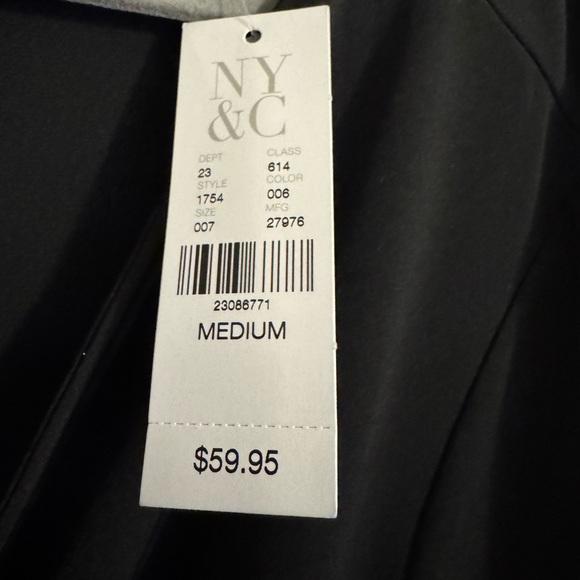 NY
&C
DEPT CLASS
23 614
STYLE COLOR
1754 006
SIZE MFG
007 27976
23086771
MEDIUM
$59.95